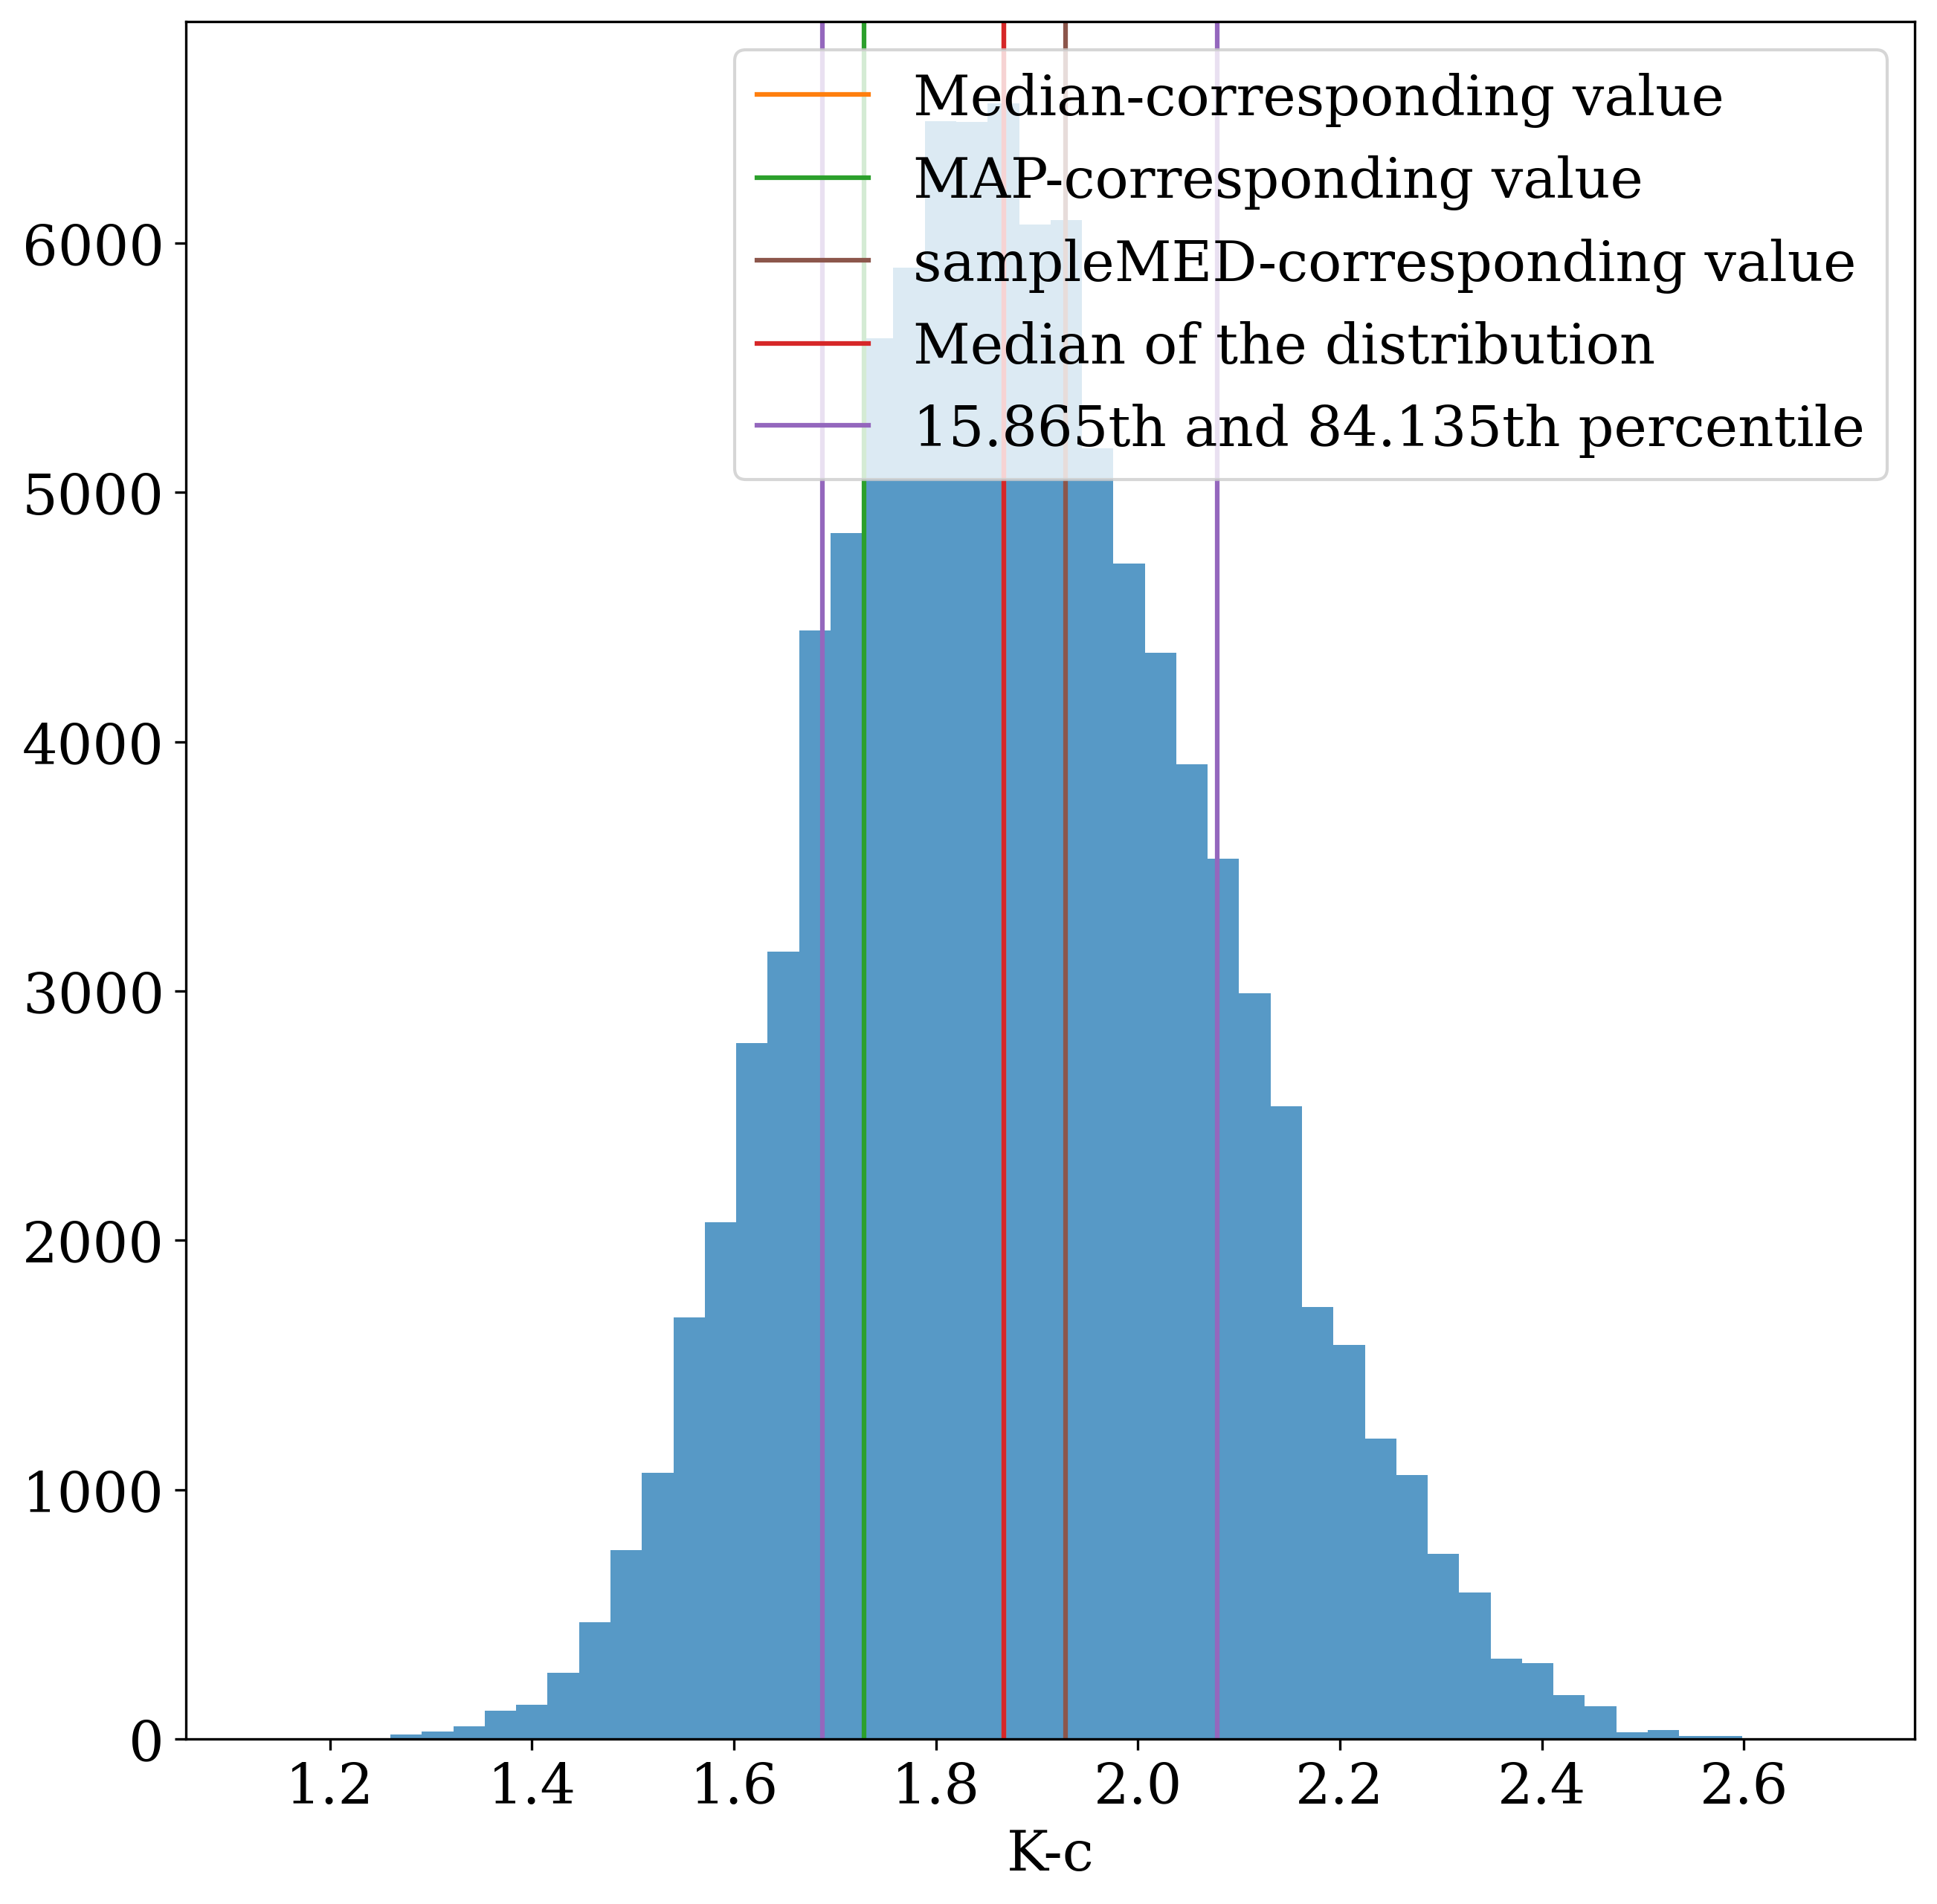 Median-corresponding value
MAP-corresponding value
sampleMED-corresponding value
Median of the distribution
15.865th and 84.135th percentile
6000
5000
4000
3000
2000
1000
0
1.2 1.4 1.6 1.8 2.0 2.2 2.4 2.6
K-c